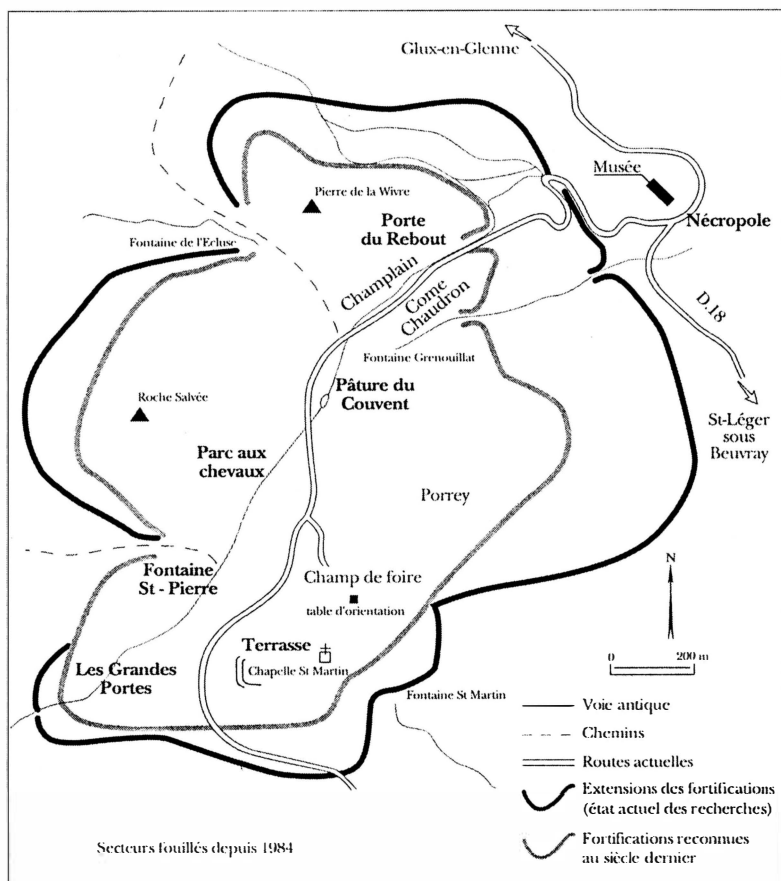 Glux-en-Glenne
Musée
Pierre de la Wivre
Nécropole
Porte
du Rebout
Fontaine de l'Ecluse
Champlain
Come
Chaudron
D.18
Fontaine Grenouillat
Pâture du
Couvent
Roche Salvée
St-Léger
sous
Beuvray
Parc aux
chevaux
Porrey
Fontaine
St - Pierre
Champ de foire
table d'orientation
N
Terrasse
Chapelle St Martin
0 200 m
Les Grandes
Portes
Fontaine St Martin
Voie antique
Chemins
Routes actuelles
Extensions des fortifications
(état actuel des recherches)
Fortifications reconnues
au siècle dernier
Secteurs fouillés depuis 1984